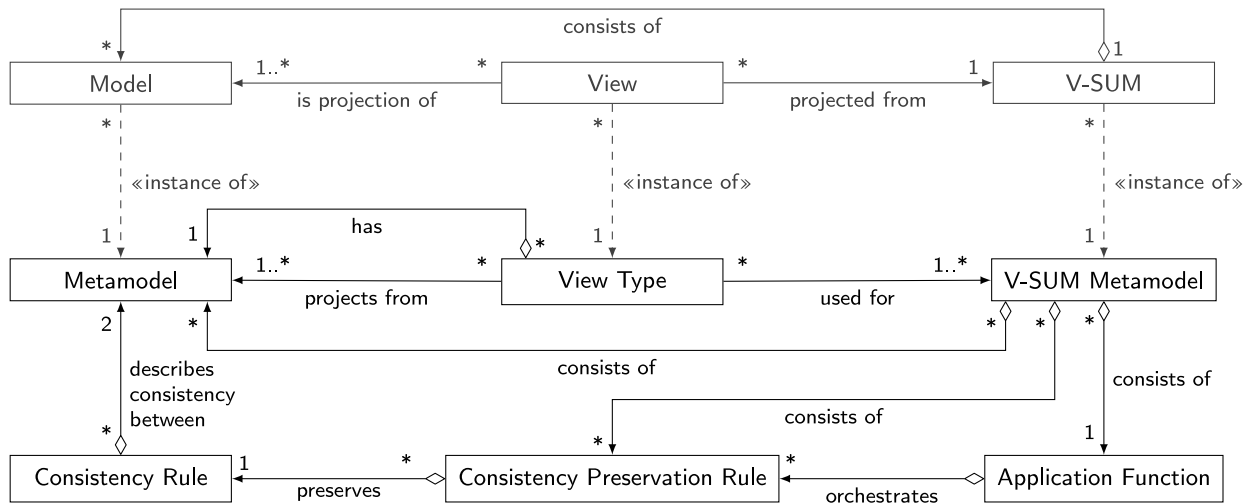 consists of
* 1
Model 1..* is projection of * View * projected from 1 V-SUM
* * *
«instance of» «instance of» «instance of»
1 1 has * 1 1
Metamodel 1..* projects from * View Type * used for 1..* V-SUM Metamodel
2 * * * *
consists of
describes
consistency
between
consists of
consists of
* * 1
Consistency Rule 1 preserves * Consistency Preservation Rule * orchestrates Application Function